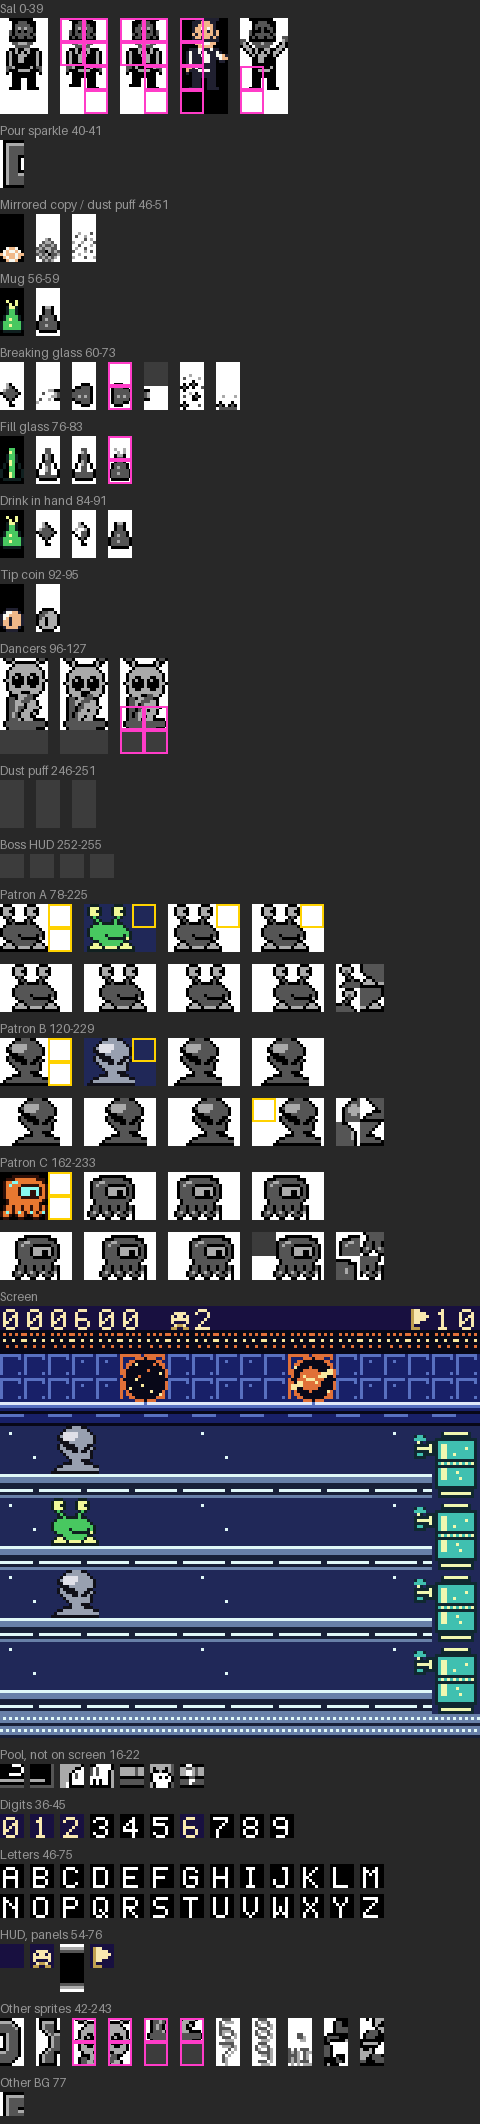 Sal 0-39
Pour sparkle 40-41
Mirrored copy / dust puff 46-51
Mug 56-59
Breaking glass 60-73
Fill glass 76-83
Drink in hand 84-91
Tip coin 92-95
Dancers 96-127
Dust puff 246-251
Boss HUD 252-255
Patron A 78-225
Patron B 120-229
Patron C 162-233
Screen
000600 2 10
Pool, not on screen 16-22
Digits 36-45
0 1 2 3 4 5 6 7 8 9
Letters 46-75
A B C D E F G H I J K L M
N O P Q R S T U V W X Y Z
HUD, panels 54-76
Other sprites 42-243
Other BG 77